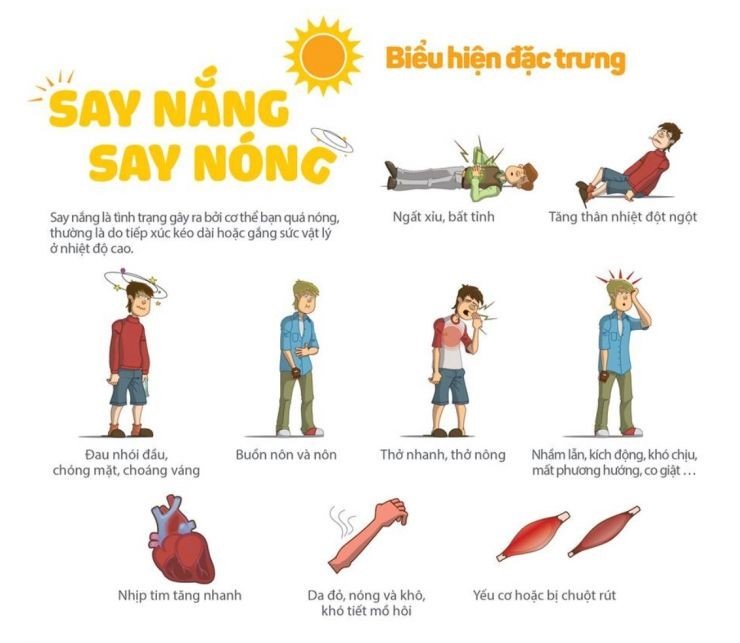 SAY NẮNG
SAY NÓNG
Say nắng là tình trạng gây ra bởi cơ thể bạn quá nóng,
thường là do tiếp xúc kéo dài hoặc gắng sức vật lý
ở nhiệt độ cao.
Biểu hiện đặc trưng
Ngất xỉu, bất tỉnh
Tăng thân nhiệt đột ngột
Đau nhói đầu,
chóng mặt, choáng váng
Buồn nôn và nôn
Thở nhanh, thở nông
Nhầm lẫn, kích động, khó chịu,
mất phương hướng, co giật ...
Nhịp tim tăng nhanh
Da đỏ, nóng và khô,
khó tiết mồ hôi
Yếu cơ hoặc bị chuột rút